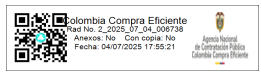 Colombia Compra Eficiente
Rad No. 2_2025_07_04_006738
Anexos: No Con copia: No
Fecha: 04/07/2025 17:55:21
Agencia Nacional
de Contratación Pública
Colombia Compra Eficiente